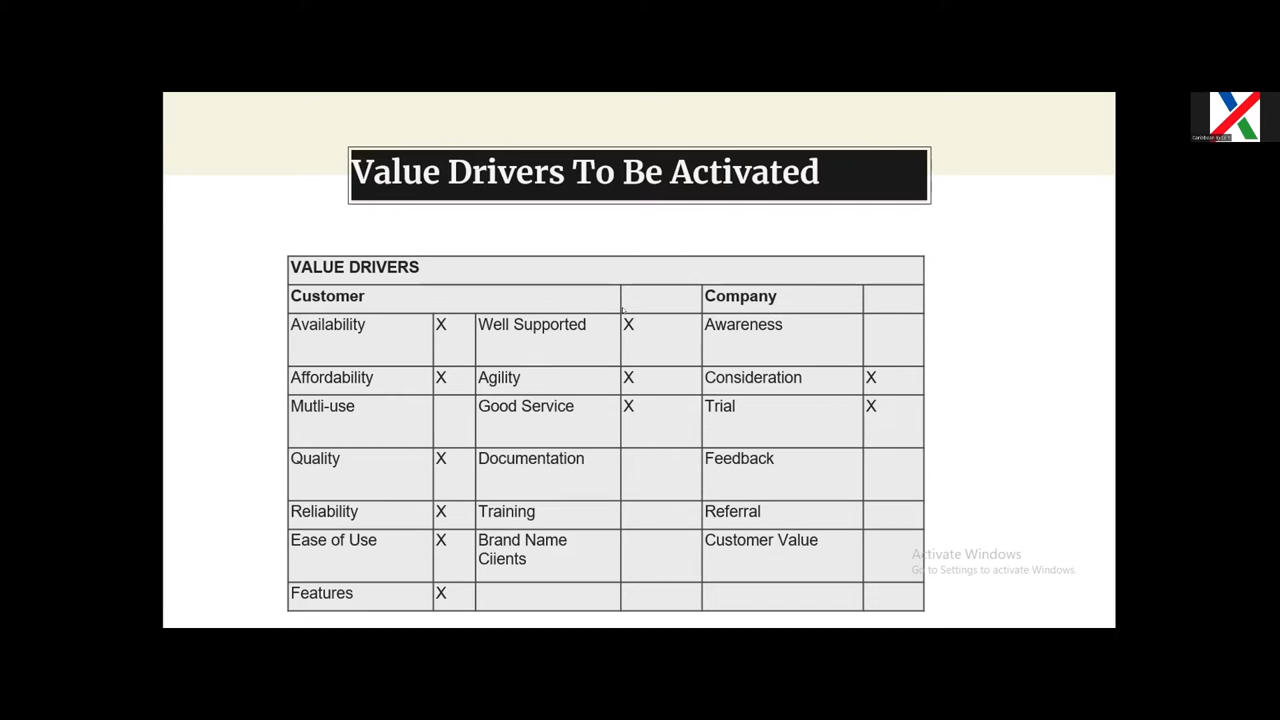 Value Drivers To Be Activated
VALUE DRIVERS
Customer Company
Availability X Well Supported X Awareness
Affordability X Agility X Consideration X
Mutli-use Good Service X Trial X
Quality X Documentation Feedback
Reliability X Training Referral
Ease of Use X Brand Name Customer Value
Ciients
Features X
Activate Windows
Go to Settings to activate Windows.